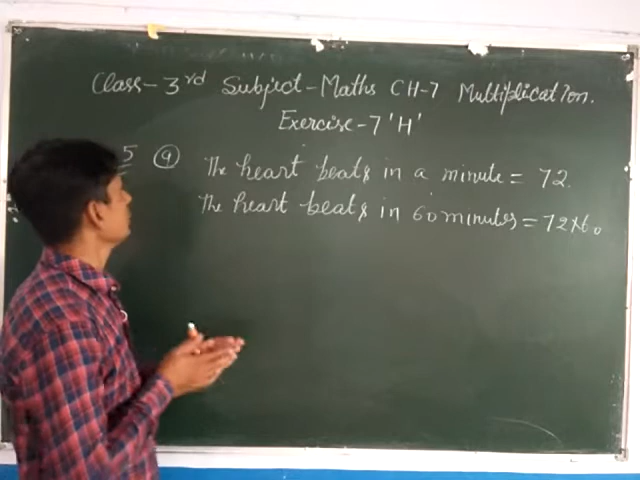 Class-3rd Subject-Maths CH-7 Multiplication.
Exercise-7'H'
5 (a) The heart beats in a minute = 72.
The heart beats in 60 minutes = 72×60